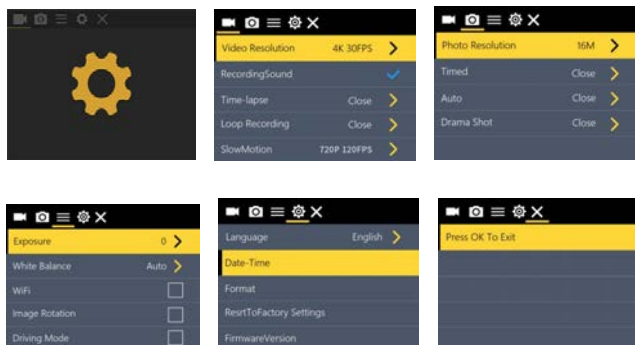 Video Resolution 4K 30FPS
RecordingSound
Time-lapse Close
Loop Recording Close
SlowMotion 720P 120FPS
Photo Resolution 16M
Timed Close
Auto Close
Drama Shot Close
Exposure 0
White Balance Auto
WiFi
Image Rotation
Driving Mode
Language English
Date-Time
Format
ResrtToFactory Settings
FirmwareVersion
Press OK To Exit